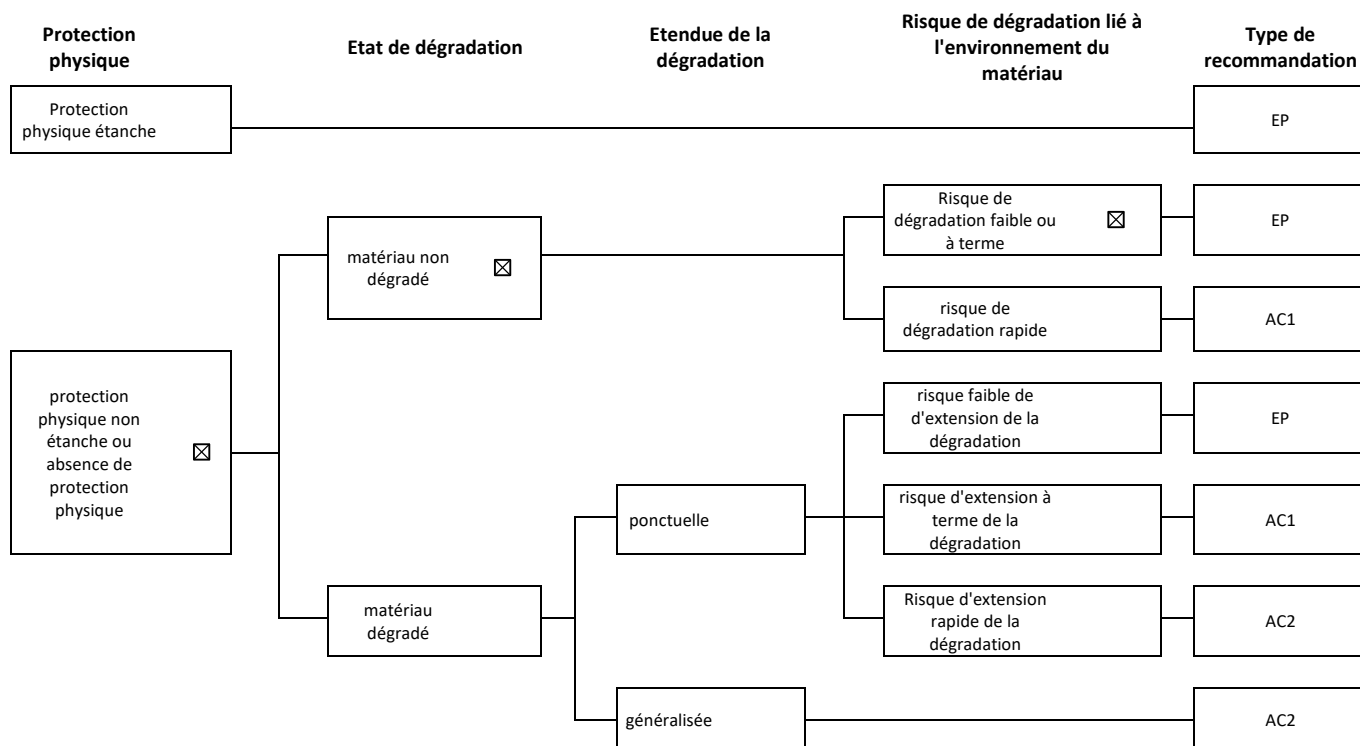 Protection
physique
Etat de dégradation
Etendue de la
dégradation
Risque de dégradation lié à
l'environnement du
matériau
Type de
recommandation
Protection
physique étanche
EP
Risque de
dégradation faible ou
à terme
☒
EP
matériau non
dégradé
☒
risque de
dégradation rapide
AC1
protection
physique non
étanche ou
absence de
protection
physique
☒
risque faible de
d'extension de la
dégradation
EP
ponctuelle
risque d'extension à
terme de la
dégradation
AC1
matériau
dégradé
Risque d'extension
rapide de la
dégradation
AC2
généralisée
AC2